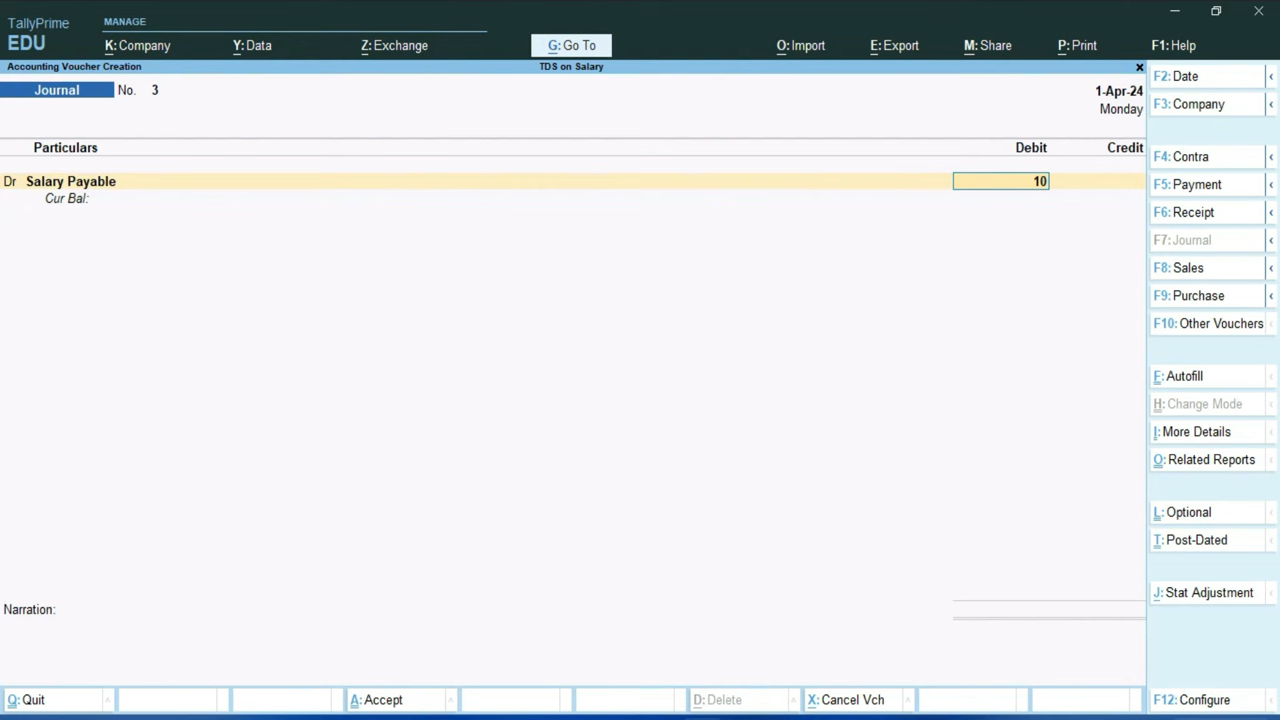 TallyPrime
EDU
MANAGE
K: Company
Y: Data
Z: Exchange
G: Go To
O: Import
E: Export
M: Share
P: Print
F1: Help
Accounting Voucher Creation
TDS on Salary
Journal No. 3
1-Apr-24
Monday
Particulars
Debit
Credit
Dr Salary Payable
10
Cur Bal:
Narration:
F2: Date
F3: Company
F4: Contra
F5: Payment
F6: Receipt
F7: Journal
F8: Sales
F9: Purchase
F10: Other Vouchers
F: Autofill
H: Change Mode
I: More Details
O: Related Reports
L: Optional
T: Post-Dated
J: Stat Adjustment
Q: Quit
A: Accept
D: Delete
X: Cancel Vch
F12: Configure